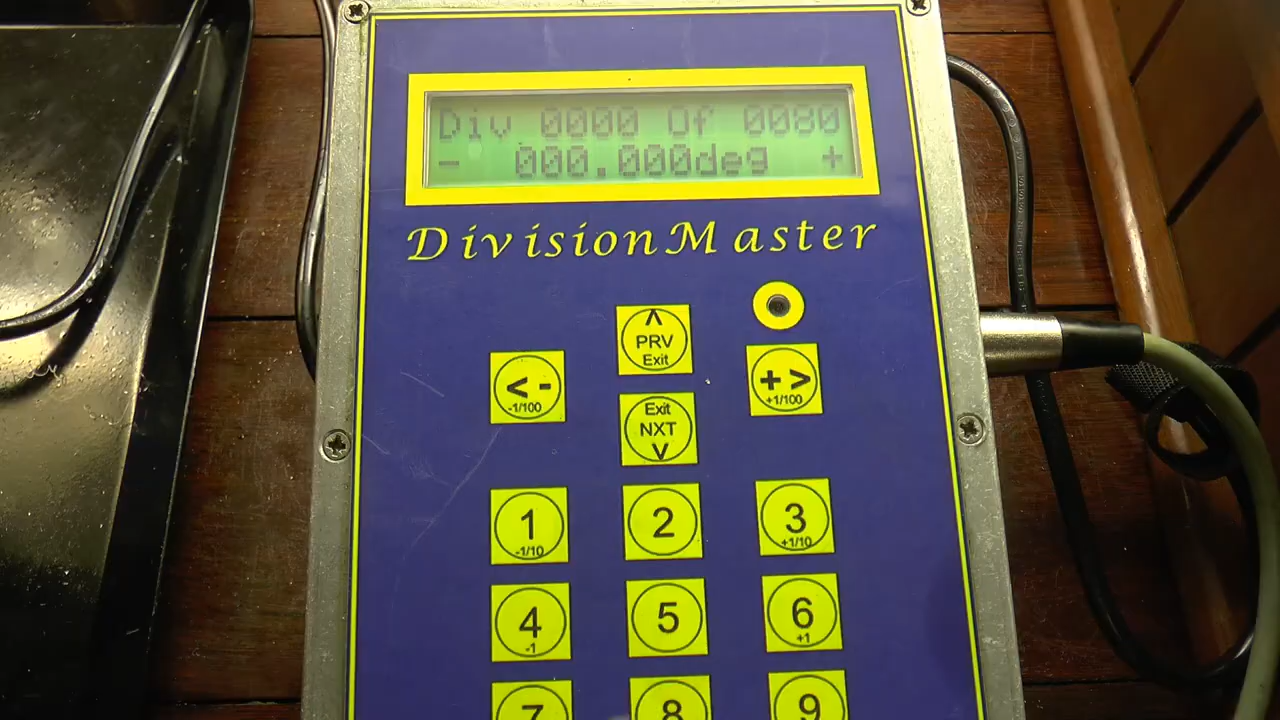 Div 0000 Of 0080
- 000.000deg +
DivisionMaster
^
PRV
Exit
< -
-1/100
+ >
+1/100
Exit
NXT
V
1
-1/10
2
3
+1/10
4
-1
5
6
+1
7
8
9